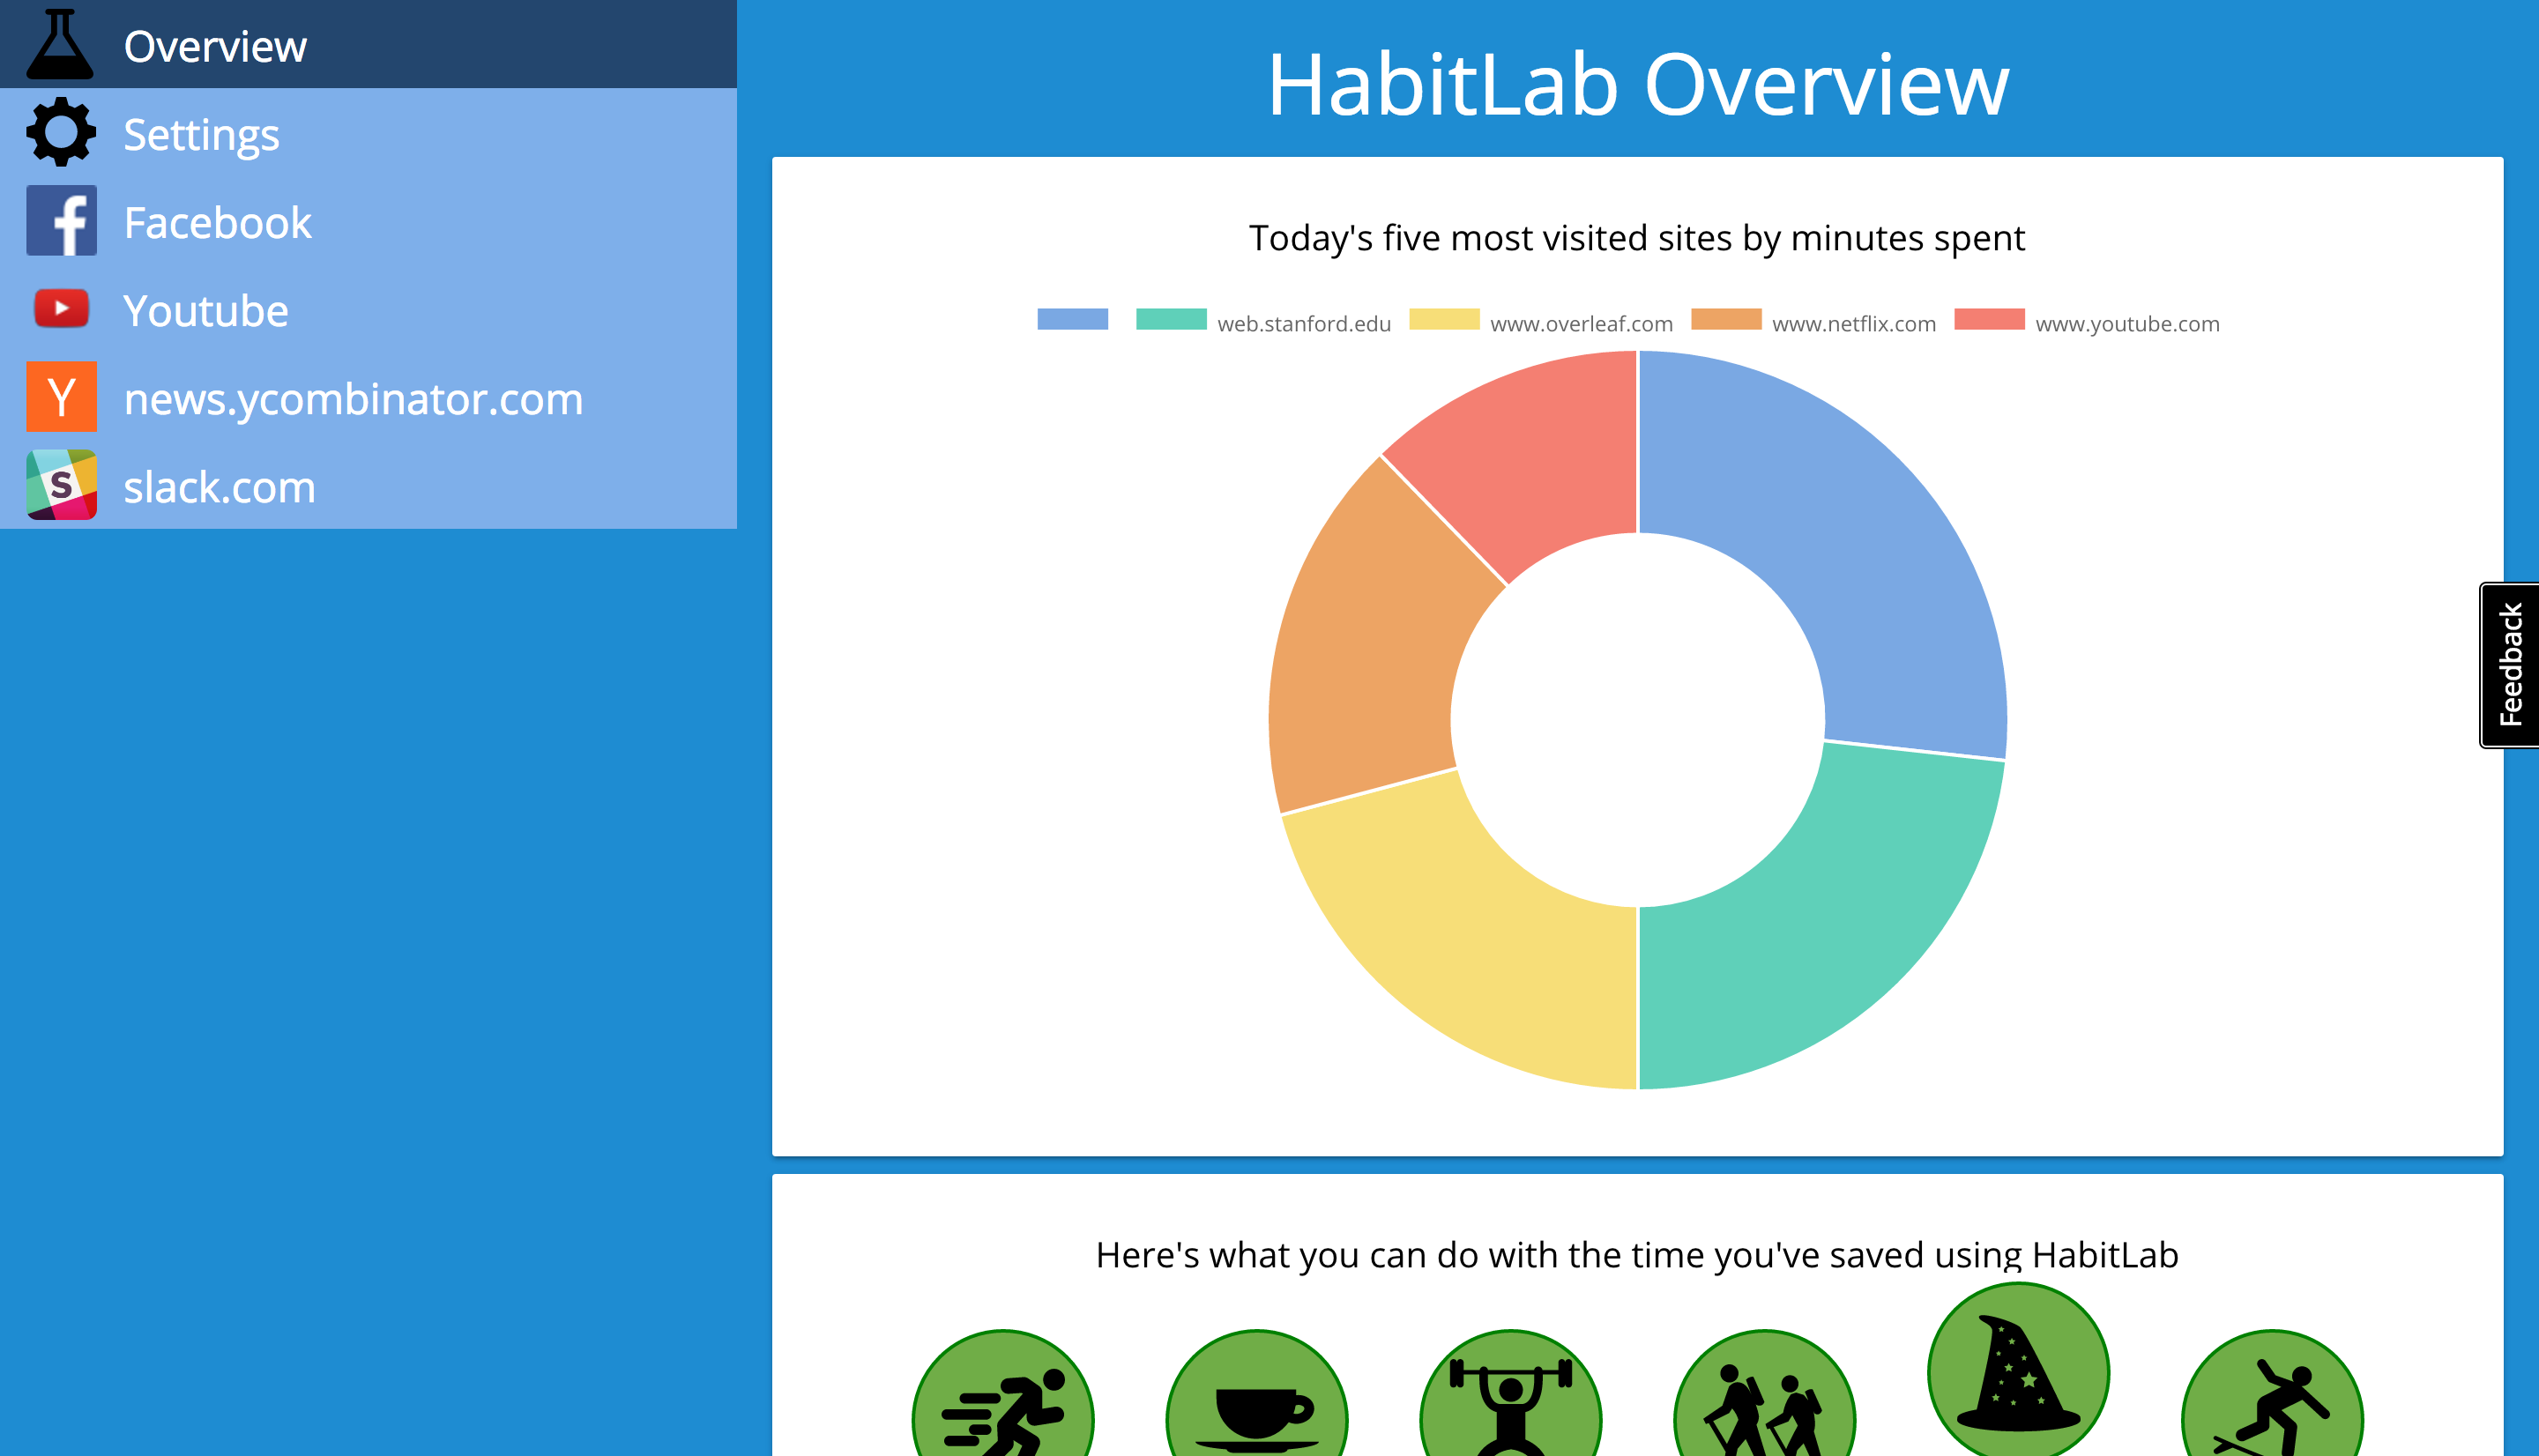 Overview
Settings
Facebook
Youtube
Y
news.ycombinator.com
S
slack.com
HabitLab Overview
Today's five most visited sites by minutes spent
web.stanford.edu www.overleaf.com www.netflix.com www.youtube.com
Feedback
Here's what you can do with the time you've saved using HabitLab